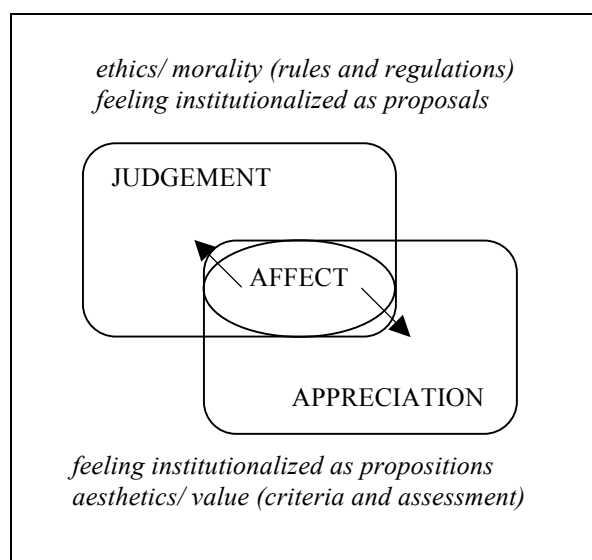 ethics/ morality (rules and regulations)
feeling institutionalized as proposals
JUDGEMENT
AFFECT
APPRECIATION
feeling institutionalized as propositions
aesthetics/ value (criteria and assessment)